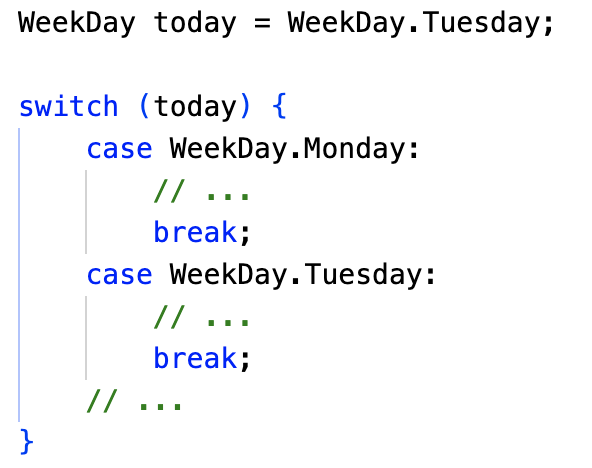 WeekDay today = WeekDay.Tuesday;

switch (today) {
    case WeekDay.Monday:
        // ...
        break;
    case WeekDay.Tuesday:
        // ...
        break;
    // ...
}